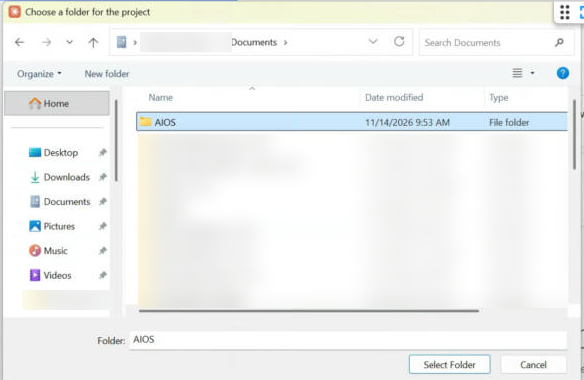 Choose a folder for the project
Documents
Search Documents
Organize
New folder
Name
Date modified
Type
Home
AIOS
11/14/2026 9:53 AM
File folder
Desktop
Downloads
Documents
Pictures
Music
Videos
Folder:
AIOS
Select Folder
Cancel